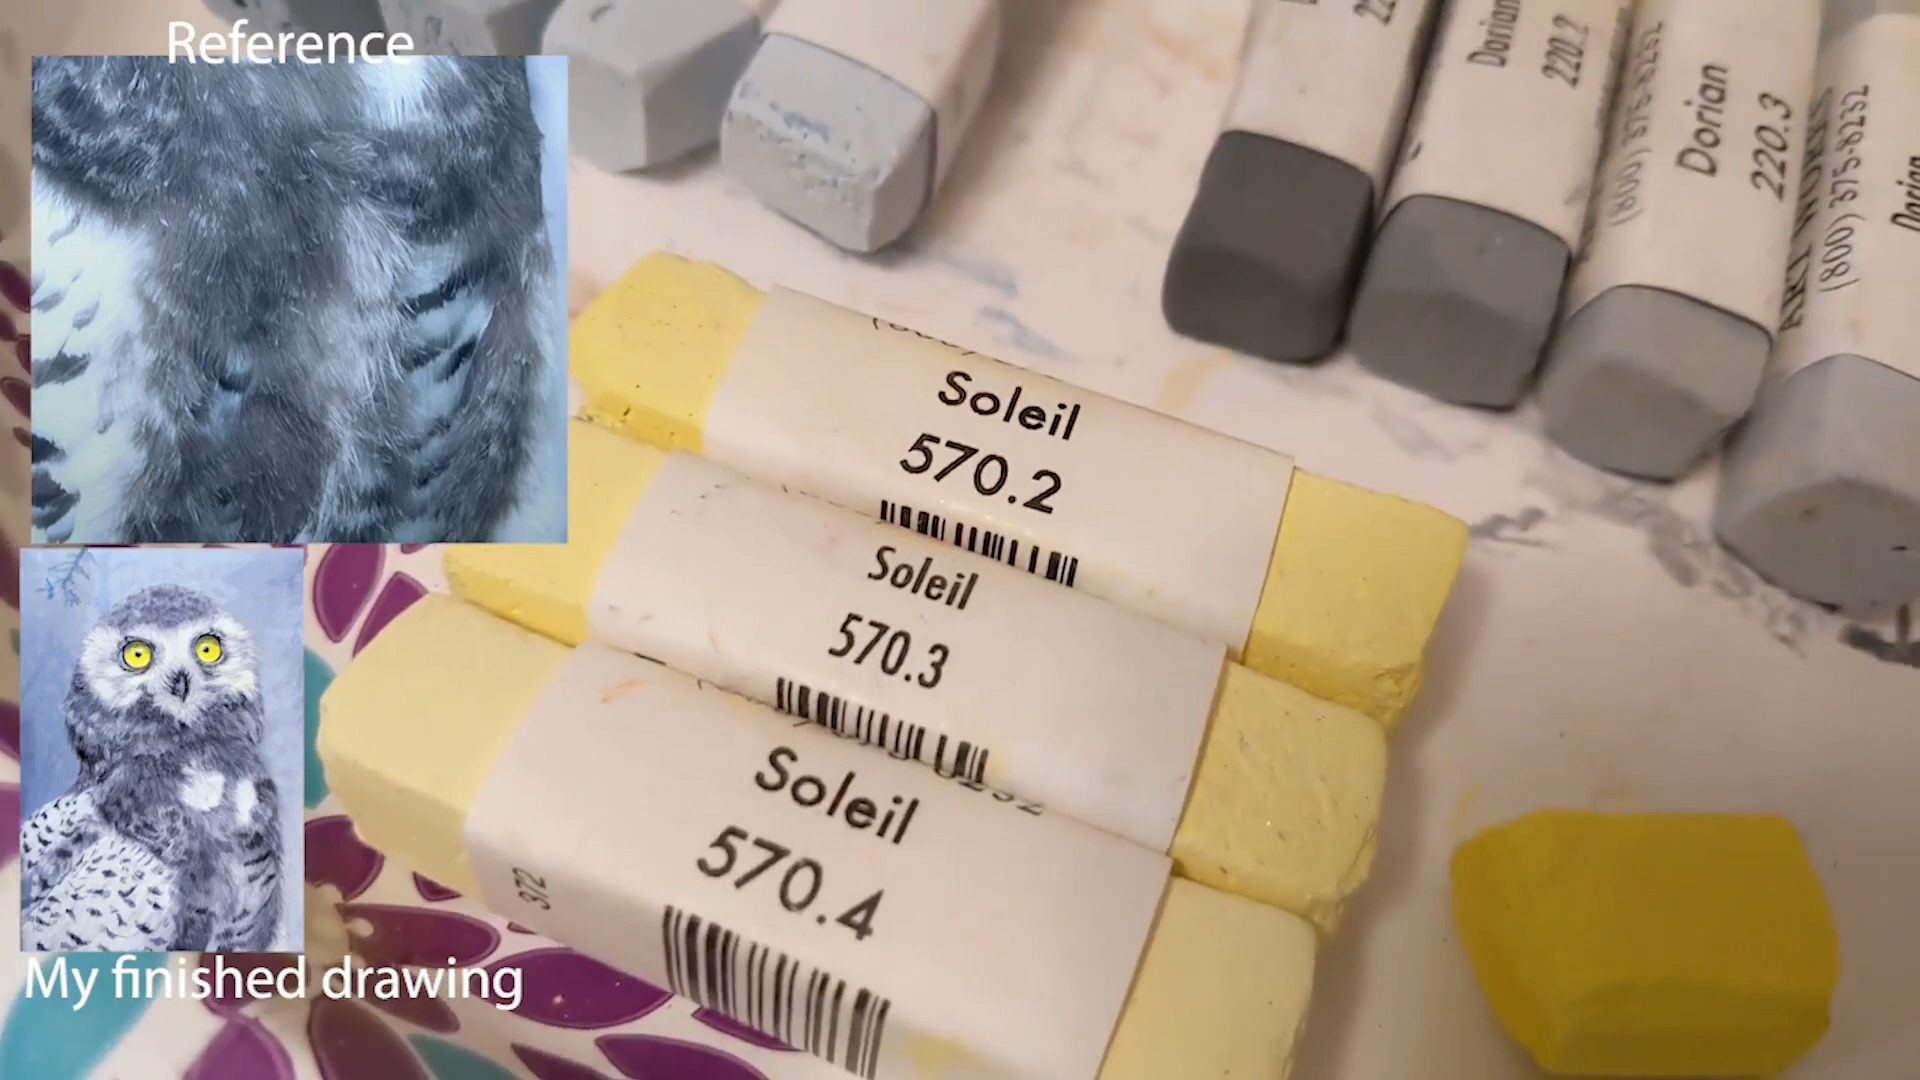 Reference
22
Dorian
220.2
(800) 375-8252
Dorian
220.3
ART WORKS
(800) 375-8252
Dorian
Soleil
570.2
Soleil
570.3
Soleil
570.4
372
My finished drawing